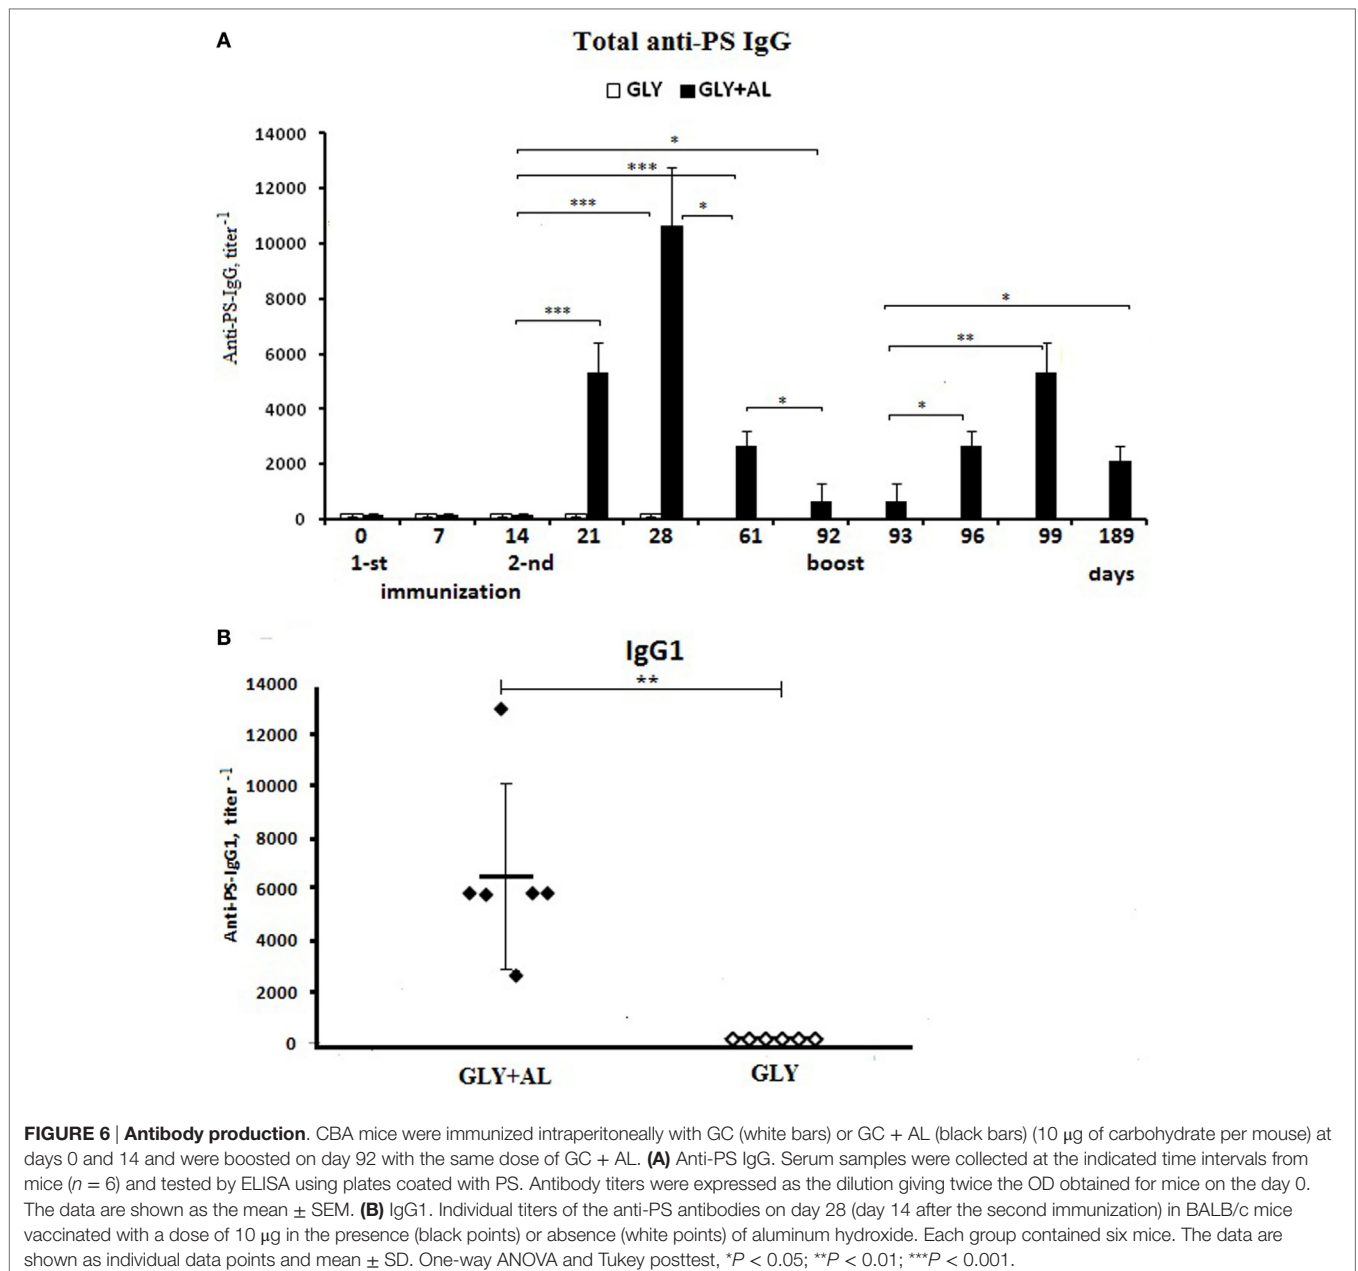 A
Total anti-PS IgG
GLY GLY+AL
Anti-PS-IgG, titer⁻¹
14000
12000
10000
8000
6000
4000
2000
0
*
***
***
*
***
*
*
**
*
0 7 14 21 28 61 92 93 96 99 189
1-st 2-nd boost days
immunization
B
IgG1
**
Anti-PS-IgG1, titer ⁻¹
14000
12000
10000
8000
6000
4000
2000
0
GLY+AL GLY
FIGURE 6 | Antibody production. CBA mice were immunized intraperitoneally with GC (white bars) or GC + AL (black bars) (10 μg of carbohydrate per mouse) at
days 0 and 14 and were boosted on day 92 with the same dose of GC + AL. (A) Anti-PS IgG. Serum samples were collected at the indicated time intervals from
mice (n = 6) and tested by ELISA using plates coated with PS. Antibody titers were expressed as the dilution giving twice the OD obtained for mice on the day 0.
The data are shown as the mean ± SEM. (B) IgG1. Individual titers of the anti-PS antibodies on day 28 (day 14 after the second immunization) in BALB/c mice
vaccinated with a dose of 10 μg in the presence (black points) or absence (white points) of aluminum hydroxide. Each group contained six mice. The data are
shown as individual data points and mean ± SD. One-way ANOVA and Tukey posttest, *P < 0.05; **P < 0.01; ***P < 0.001.